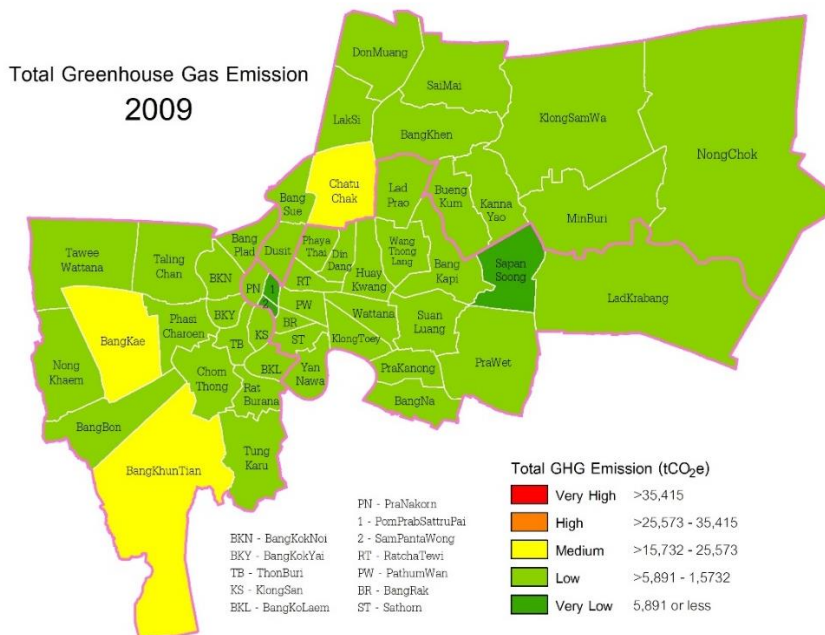 Total Greenhouse Gas Emission
2009
DonMuang
SaiMai
LakSi
BangKhen
KlongSamWa
NongChok
Chatu
Chak
Lad
Prao
Bueng
Kum
Kanna
Yao
MinBuri
Bang
Sue
Tawee
Wattana
Taling
Chan
Bang
Plad
Dusit
Phaya
Thai
Din
Dang
Wang
Thong
Lang
Huay
Kwang
Bang
Kapi
Sapan
Soong
LadKrabang
BKN
PN
1
2
RT
PW
Wattana
Suan
Luang
BangKae
Phasi
Charoen
BKY
TB
KS
BR
ST
KlongToey
PraWet
Nong
Khaem
Chom
Thong
BKL
Yan
Nawa
PraKanong
Rat
Burana
BangNa
BangBon
Tung
Karu
BangKhunTian
BKN - BangKokNoi
BKY - BangKokYai
TB - ThonBuri
KS - KlongSan
BKL - BangKoLaem
PN - PraNakorn
1 - PomPrabSattruPai
2 - SamPantaWong
RT - RatchaTewi
PW - PathumWan
BR - BangRak
ST - Sathorn
Total GHG Emission (tCO₂e)
Very High >35,415
High >25,573 - 35,415
Medium >15,732 - 25,573
Low >5,891 - 1,5732
Very Low 5,891 or less